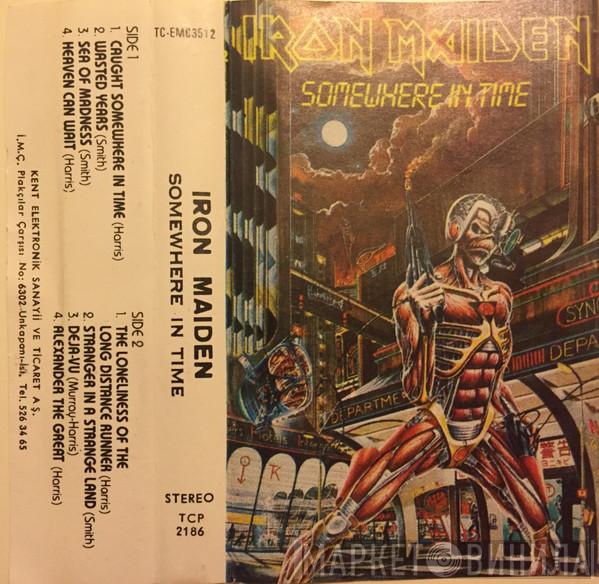 TC-EMC3512
SIDE 1
1. CAUGHT SOMEWHERE IN TIME (Harris)
2. WASTED YEARS (Smith)
3. SEA OF MADNESS (Smith)
4. HEAVEN CAN WAIT (Harris)
SIDE 2
1. THE LONELINESS OF THE
LONG DISTANCE RUNNER (Harris)
2. STRANGER IN A STRANGE LAND (Smith)
3. DEJA-VU (Murray-Harris)
4. ALEXANDER THE GREAT (Harris)
KENT ELEKTRONİK SANAYİİ VE TİCARET A.Ş.
İ.M.Ç. Plakçılar Çarşısı No: 6302-Unkapanı-İst. Tel. 526 34 65
IRON MAIDEN
SOMEWHERE IN TIME
STEREO
TCP
2186
IRON MAIDEN
SOMEWHERE IN TIME
SYN
DEPA
DEPARTME
警告
МАРКЕТ ВИНИЛА